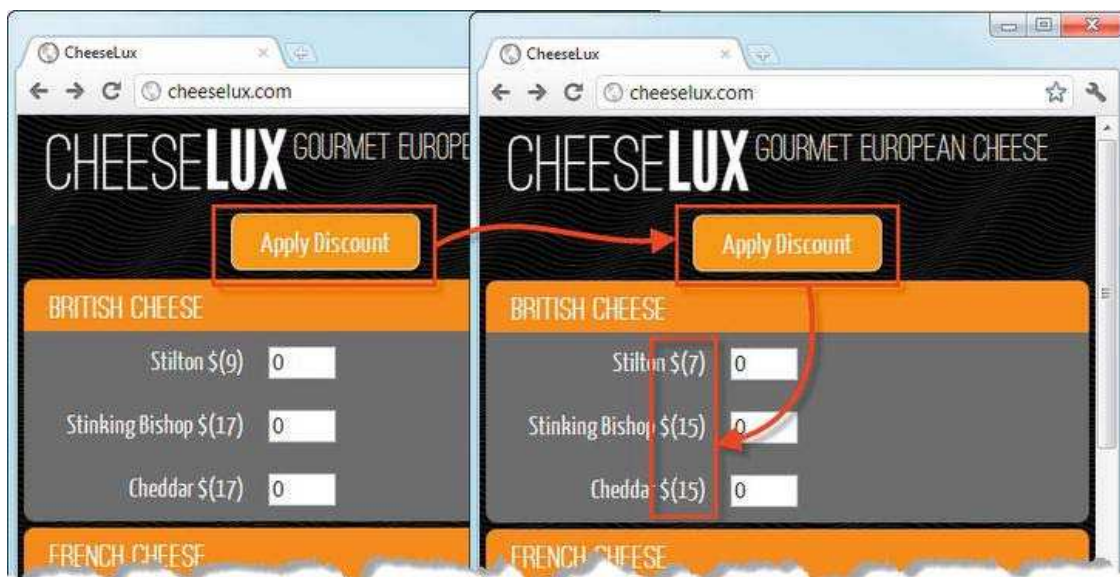 CheeseLux
cheeselux.com
CHEESELUX GOURMET EUROPE
Apply Discount
BRITISH CHEESE
Stilton $(9) 0
Stinking Bishop $(17) 0
Cheddar $(17) 0
FRENCH CHEESE
CheeseLux
cheeselux.com
CHEESELUX GOURMET EUROPEAN CHEESE
Apply Discount
BRITISH CHEESE
Stilton $(7) 0
Stinking Bishop $(15) 0
Cheddar $(15) 0
FRENCH CHEESE